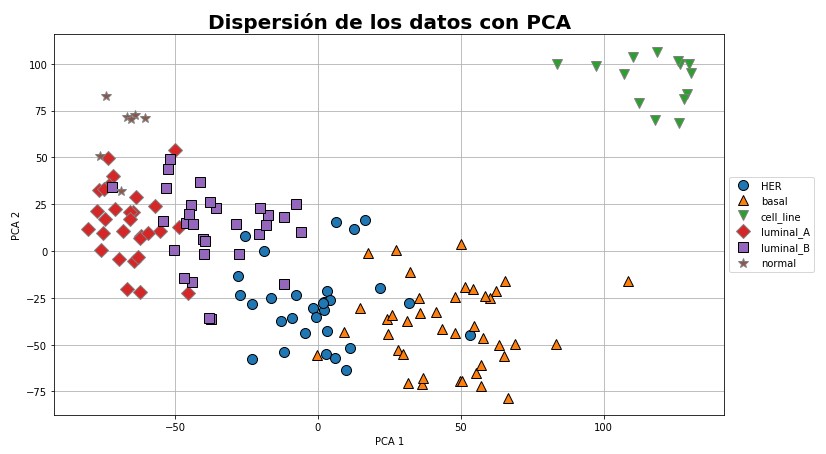 Dispersión de los datos con PCA
PCA 2
100
75
50
25
0
−25
−50
−75
−50
0
50
100
PCA 1
HER
basal
cell_line
luminal_A
luminal_B
normal